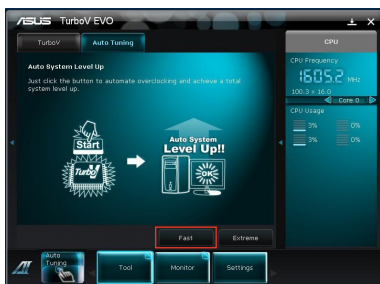 ASUS TurboV EVO
TurboV
Auto Tuning
CPU
Auto System Level Up
Just click the button to automate overclocking and achieve a total
system level up.
CPU Frequency
1605.2 MHz
100.3 × 16.0
Core 0
CPU Usage
3% 0%
3% 0%
Start
Turbo
Auto System
Level Up!!
OK
Fast
Extreme
Auto
Tuning
Tool
Monitor
Settings